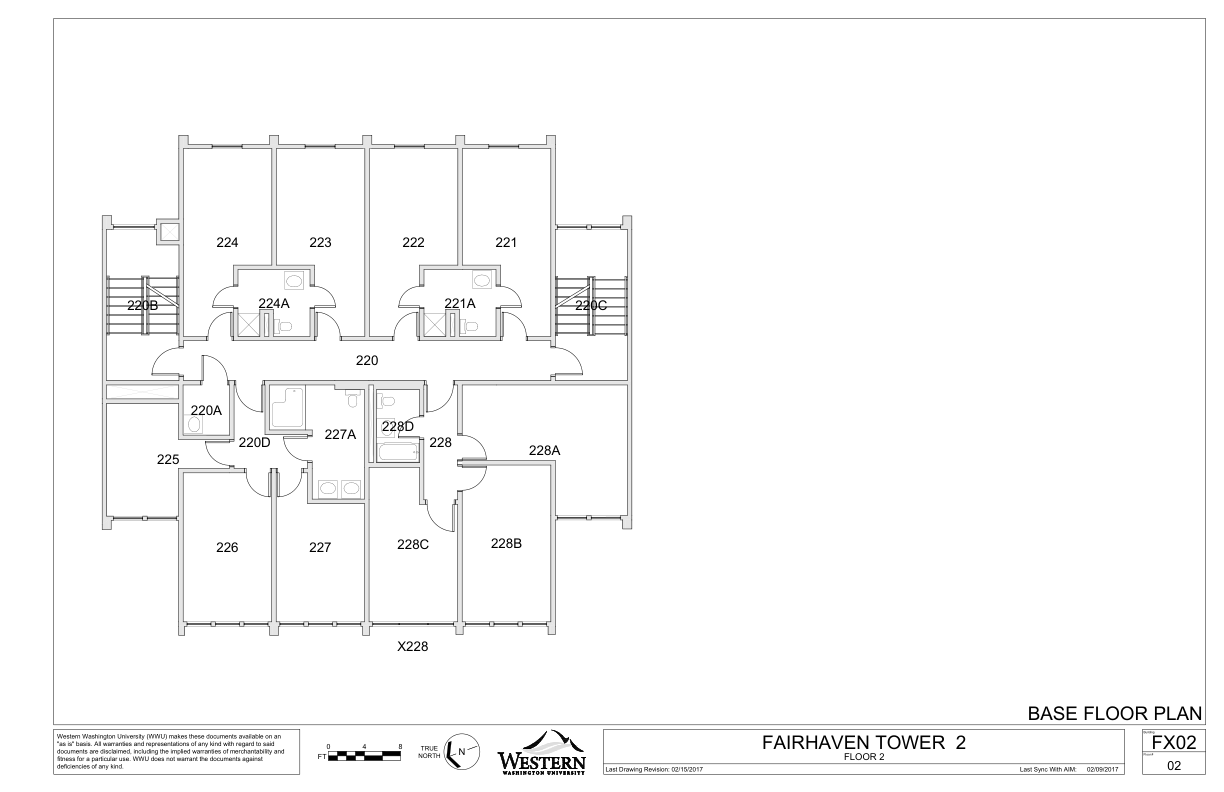 224
223
222
221
220B
224A
221A
220C
220
220A
227A
228D
220D
228
225
228A
226
227
228C
228B
X228
BASE FLOOR PLAN
Western Washington University (WWU) makes these documents available on an
"as is" basis. All warranties and representations of any kind with regard to said
documents are disclaimed, including the implied warranties of merchantability and
fitness for a particular use. WWU does not warrant the documents against
deficiencies of any kind.
0 4 8
FT
TRUE
NORTH
N
WESTERN
WASHINGTON UNIVERSITY
FAIRHAVEN TOWER 2
FLOOR 2
Last Drawing Revision: 02/15/2017
Last Sync With AIM: 02/09/2017
FX02
02